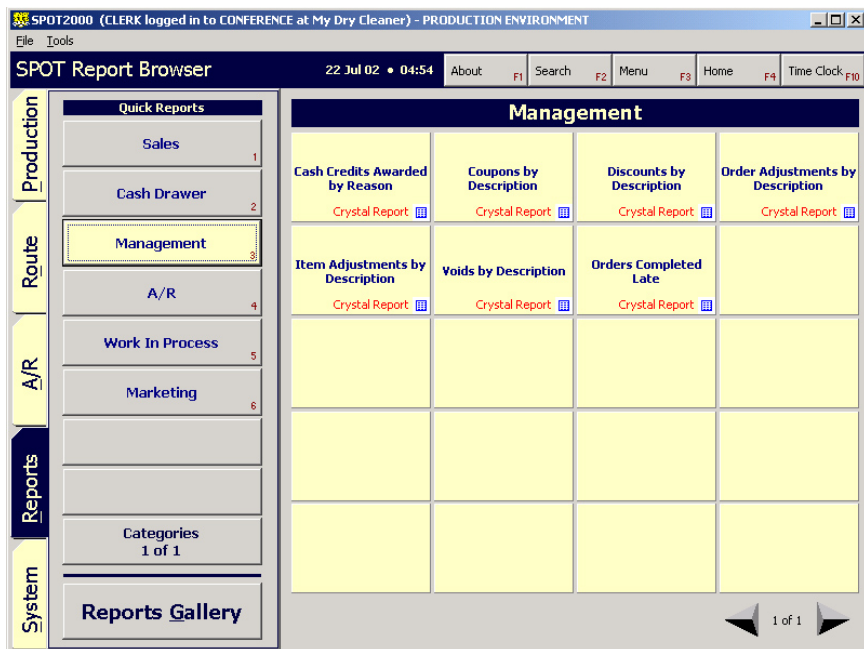 SPOT2000 (CLERK logged in to CONFERENCE at My Dry Cleaner) - PRODUCTION ENVIRONMENT
File Tools
SPOT Report Browser
22 Jul 02 • 04:54
About F1
Search F2
Menu F3
Home F4
Time Clock F10
Production
Route
A/R
Reports
System
Quick Reports
Sales
1
Cash Drawer
2
Management
3
A/R
4
Work In Process
5
Marketing
6
Categories
1 of 1
Reports Gallery
Management
Cash Credits Awarded
by Reason
Crystal Report
Coupons by
Description
Crystal Report
Discounts by
Description
Crystal Report
Order Adjustments by
Description
Crystal Report
Item Adjustments by
Description
Crystal Report
Voids by Description
Crystal Report
Orders Completed
Late
Crystal Report
1 of 1